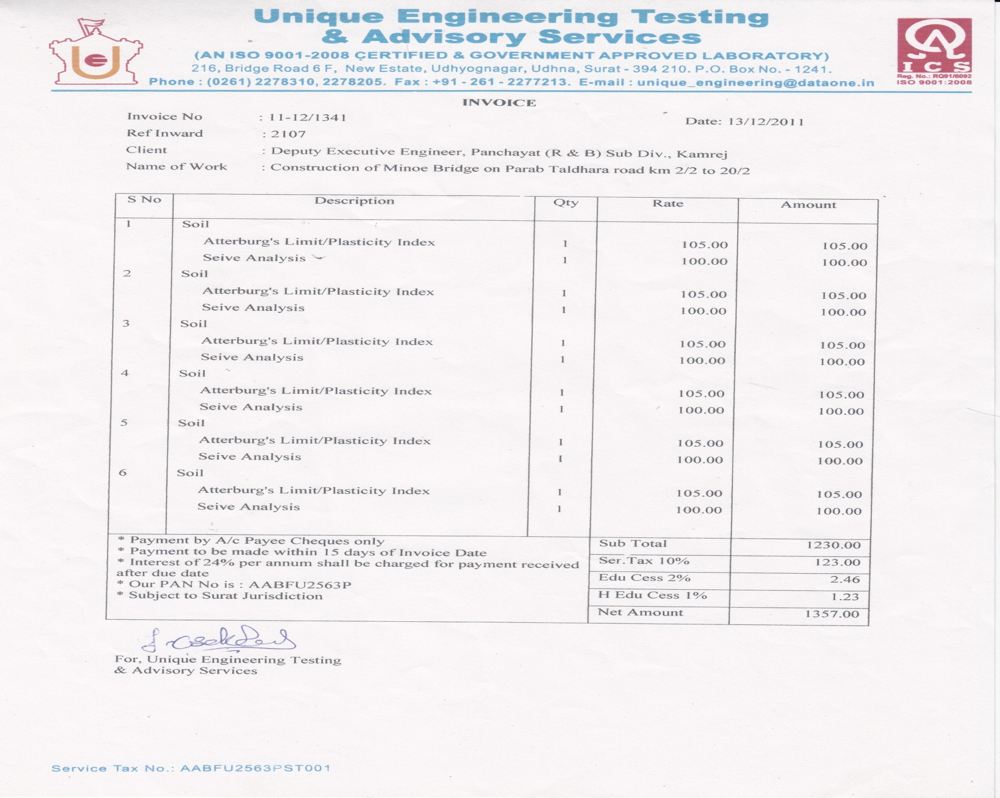 Unique Engineering Testing
& Advisory Services
(AN ISO 9001-2008 CERTIFIED & GOVERNMENT APPROVED LABORATORY)
216, Bridge Road 6 F, New Estate, Udhyognagar, Udhna, Surat - 394 210. P.O. Box No. - 1241.
Phone : (0261) 2278310, 2278205. Fax : +91 - 261 - 2277213. E-mail : unique_engineering@dataone.in
ICS
Reg. No.: RQ91/6092
ISO 9001:2008
INVOICE
Invoice No : 11-12/1341 Date: 13/12/2011
Ref Inward : 2107
Client : Deputy Executive Engineer, Panchayat (R & B) Sub Div., Kamrej
Name of Work : Construction of Minoe Bridge on Parab Taldhara road km 2/2 to 20/2
S No Description Qty Rate Amount
1 Soil
Atterburg's Limit/Plasticity Index 1 105.00 105.00
Seive Analysis 1 100.00 100.00
2 Soil
Atterburg's Limit/Plasticity Index 1 105.00 105.00
Seive Analysis 1 100.00 100.00
3 Soil
Atterburg's Limit/Plasticity Index 1 105.00 105.00
Seive Analysis 1 100.00 100.00
4 Soil
Atterburg's Limit/Plasticity Index 1 105.00 105.00
Seive Analysis 1 100.00 100.00
5 Soil
Atterburg's Limit/Plasticity Index 1 105.00 105.00
Seive Analysis 1 100.00 100.00
6 Soil
Atterburg's Limit/Plasticity Index 1 105.00 105.00
Seive Analysis 1 100.00 100.00
* Payment by A/c Payee Cheques only
* Payment to be made within 15 days of Invoice Date
* Interest of 24% per annum shall be charged for payment received
after due date
* Our PAN No is : AABFU2563P
* Subject to Surat Jurisdiction
Sub Total 1230.00
Ser.Tax 10% 123.00
Edu Cess 2% 2.46
H Edu Cess 1% 1.23
Net Amount 1357.00
For, Unique Engineering Testing
& Advisory Services
Service Tax No.: AABFU2563PST001